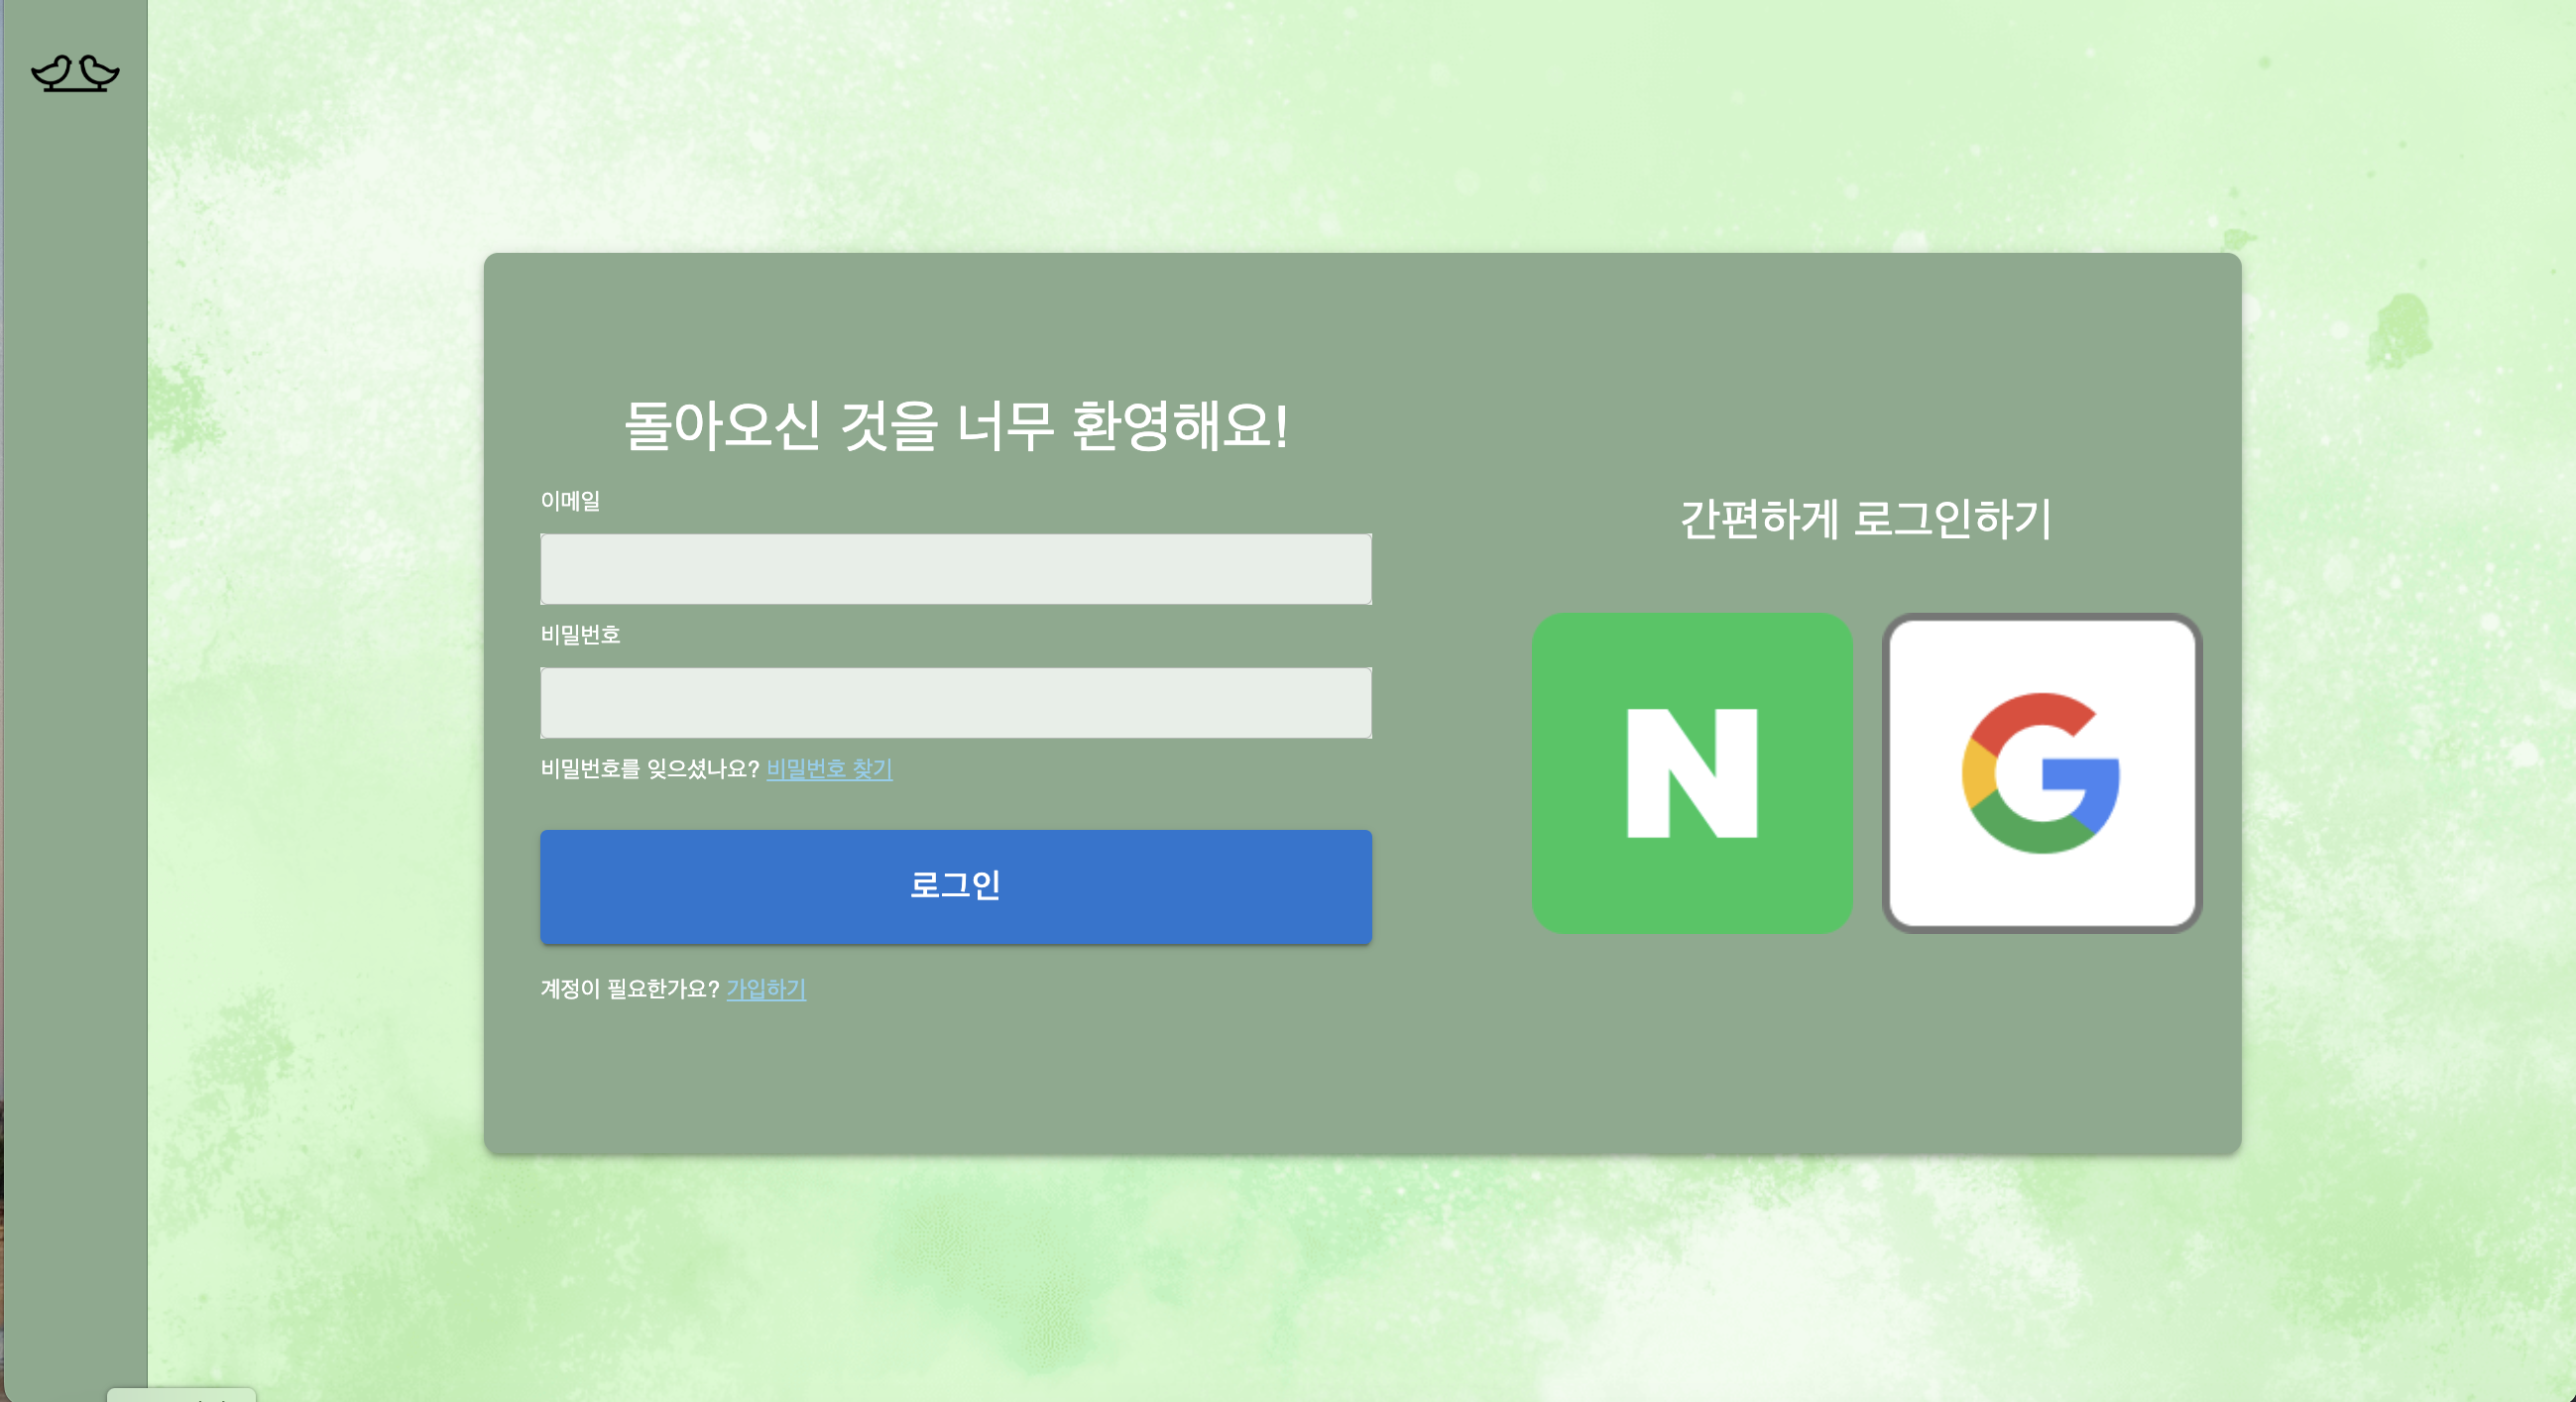 돌아오신 것을 너무 환영해요!
이메일
비밀번호
비밀번호를 잊으셨나요? 비밀번호 찾기
로그인
계정이 필요한가요? 가입하기
간편하게 로그인하기
N
G